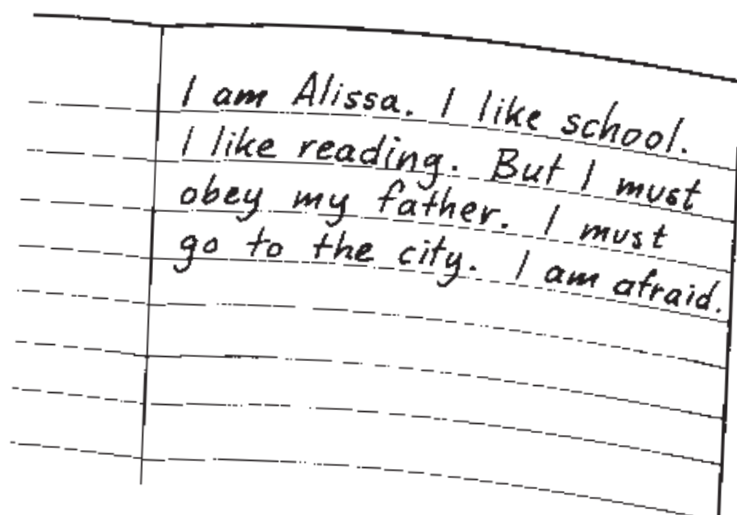 I am Alissa. I like school.
I like reading. But I must
obey my father. I must
go to the city. I am afraid.